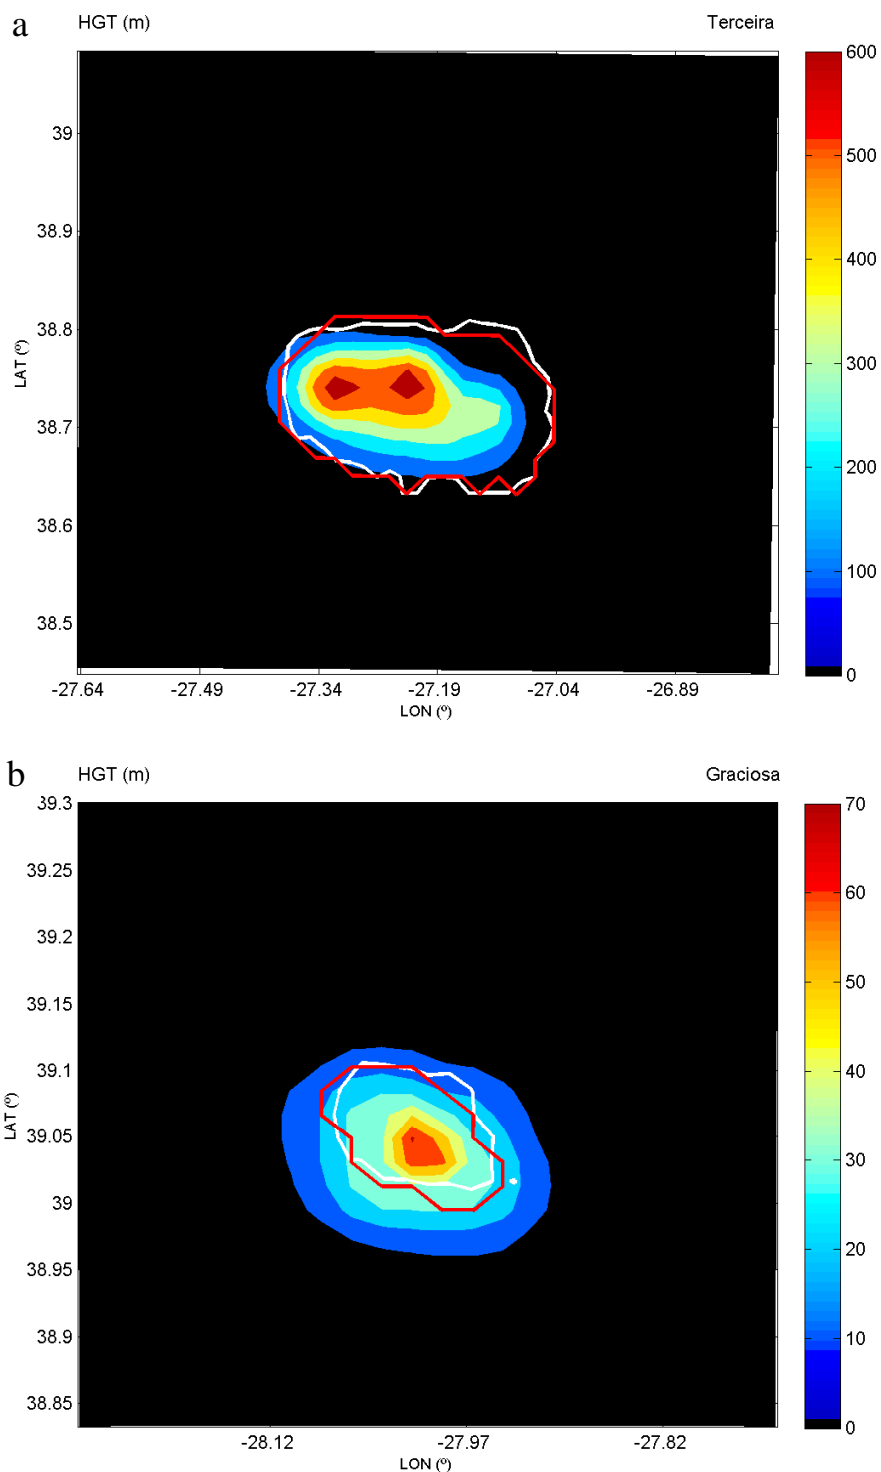 a
HGT (m)
Terceira
600
500
400
300
200
100
0
39
38.9
38.8
38.7
38.6
38.5
LAT (º)
-27.64 -27.49 -27.34 -27.19 -27.04 -26.89
LON (º)
b
HGT (m)
Graciosa
70
60
50
40
30
20
10
0
39.3
39.25
39.2
39.15
39.1
39.05
39
38.95
38.9
38.85
LAT (º)
-28.12 -27.97 -27.82
LON (º)